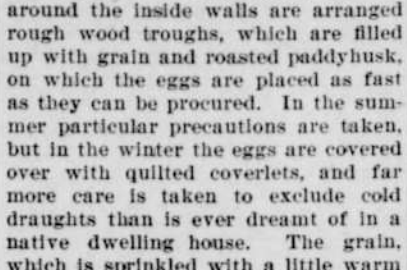 around the inside walls are arranged
rough wood troughs, which are filled
up with grain and roasted paddyhusk,
on which the eggs are placed as fast
as they can be procured. In the sum-
mer particular precautions are taken,
but in the winter the eggs are covered
over with quilted coverlets, and far
more care is taken to exclude cold
draughts than is ever dreamt of in a
native dwelling house. The grain,
which is sprinkled with a little warm